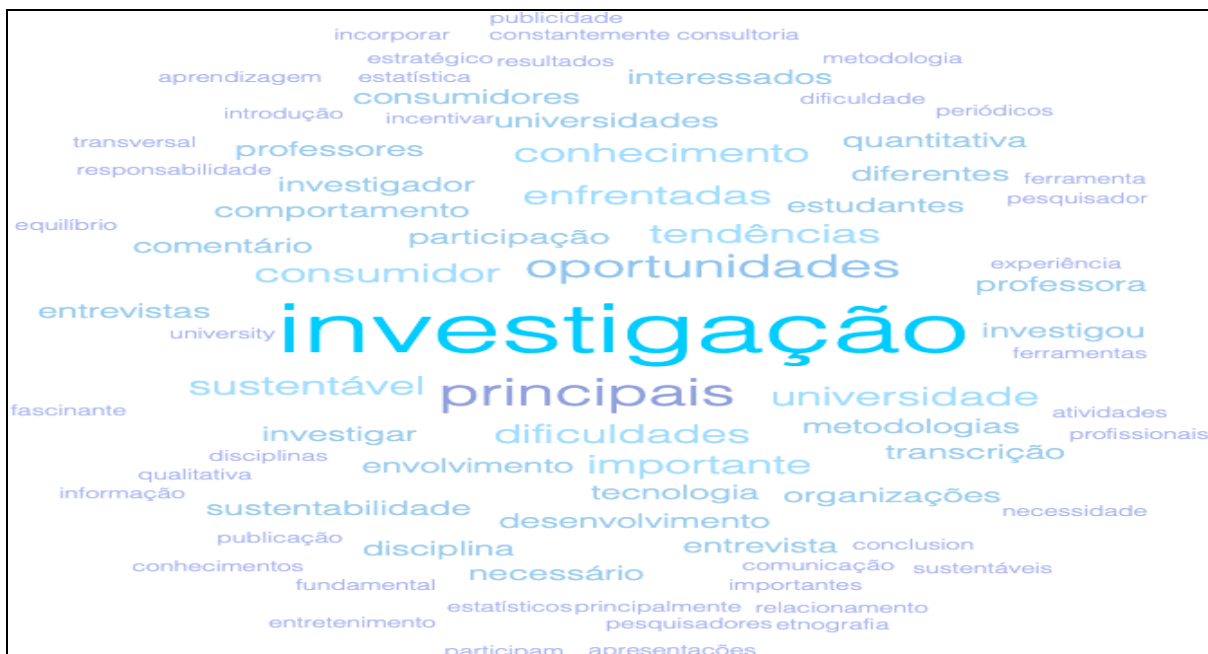 publicidade
incorporar constantemente consultoria
estratégico resultados metodologia
aprendizagem estatística interessados
consumidores dificuldade
introdução incentivar universidades periódicos
transversal professores conhecimento quantitativa
responsabilidade investigador enfrentadas diferentes ferramenta
comportamento estudantes pesquisador
equilíbrio comentário participação tendências
consumidor oportunidades experiência
professora
entrevistas investigação investigou
university ferramentas
sustentável principais universidade
fascinante atividades
investigar dificuldades metodologias profissionais
disciplinas envolvimento importante transcrição
qualitativa
informação tecnologia organizações
sustentabilidade desenvolvimento necessidade
publicação disciplina entrevista conclusion
conhecimentos necessário comunicação sustentáveis
fundamental importantes
estatísticos principalmente relacionamento
entretenimento pesquisadores etnografia
participam apresentações